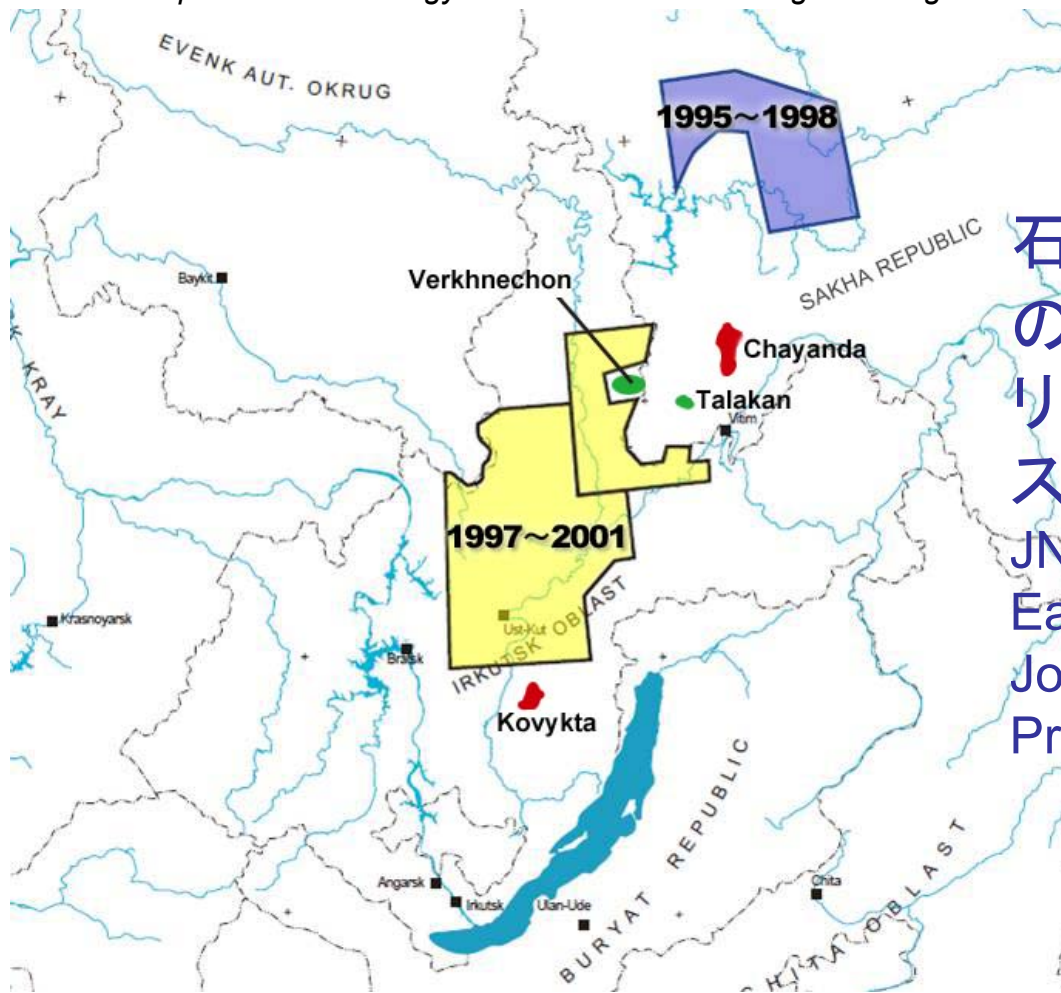 EVENK AUT. OKRUG
1995～1998
SAKHA REPUBLIC
Baykit
Verkhnechon
Chayanda
Talakan
Vitim
KRAY
1997～2001
Krasnoyarsk
Ust-Kut
Bratsk
IRKUTSK OBLAST
Kovykta
BURYAT REPUBLIC
Angarsk
Irkutsk
Ulan-Ude
Chita
CHITA OBLAST
石
の
リ
ス
JN
Ea
Jo
Pr